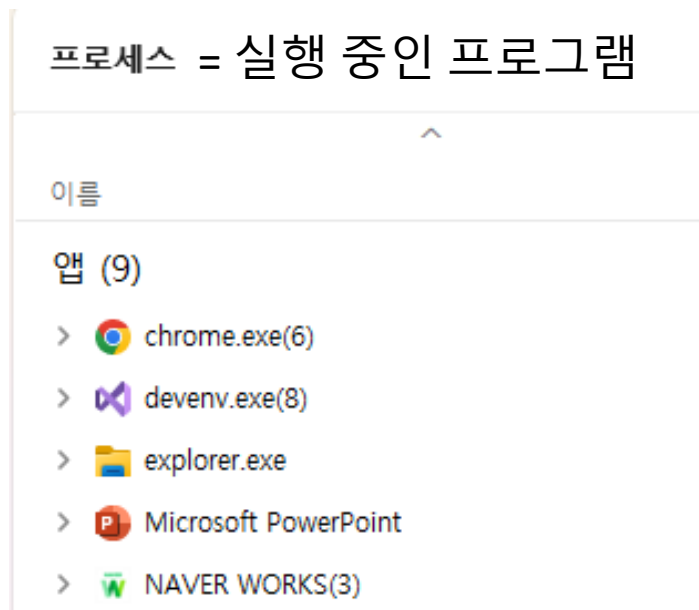 프로세스 = 실행 중인 프로그램
이름
앱 (9)
chrome.exe(6)
devenv.exe(8)
explorer.exe
Microsoft PowerPoint
NAVER WORKS(3)